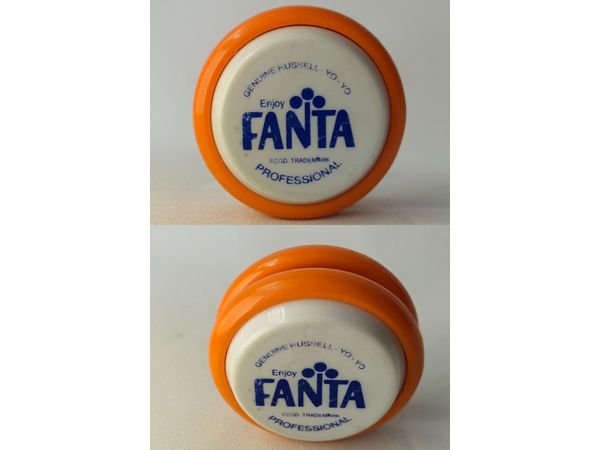 GENUINE RUSSELL - YO - YO
Enjoy
FANTA
REGD. TRADEMARK
PROFESSIONAL
GENUINE RUSSELL - YO - YO
Enjoy
FANTA
REGD. TRADEMARK
PROFESSIONAL